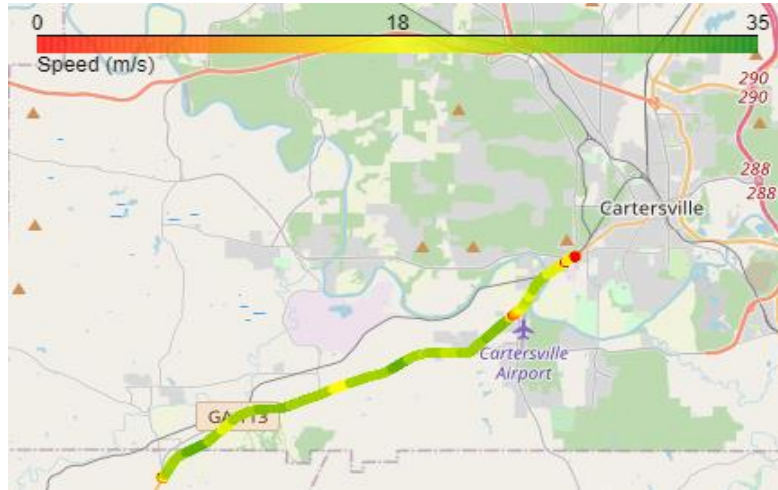 0 18 35
Speed (m/s)
290
290
288
288
Cartersville
Cartersville
Airport
GA 113